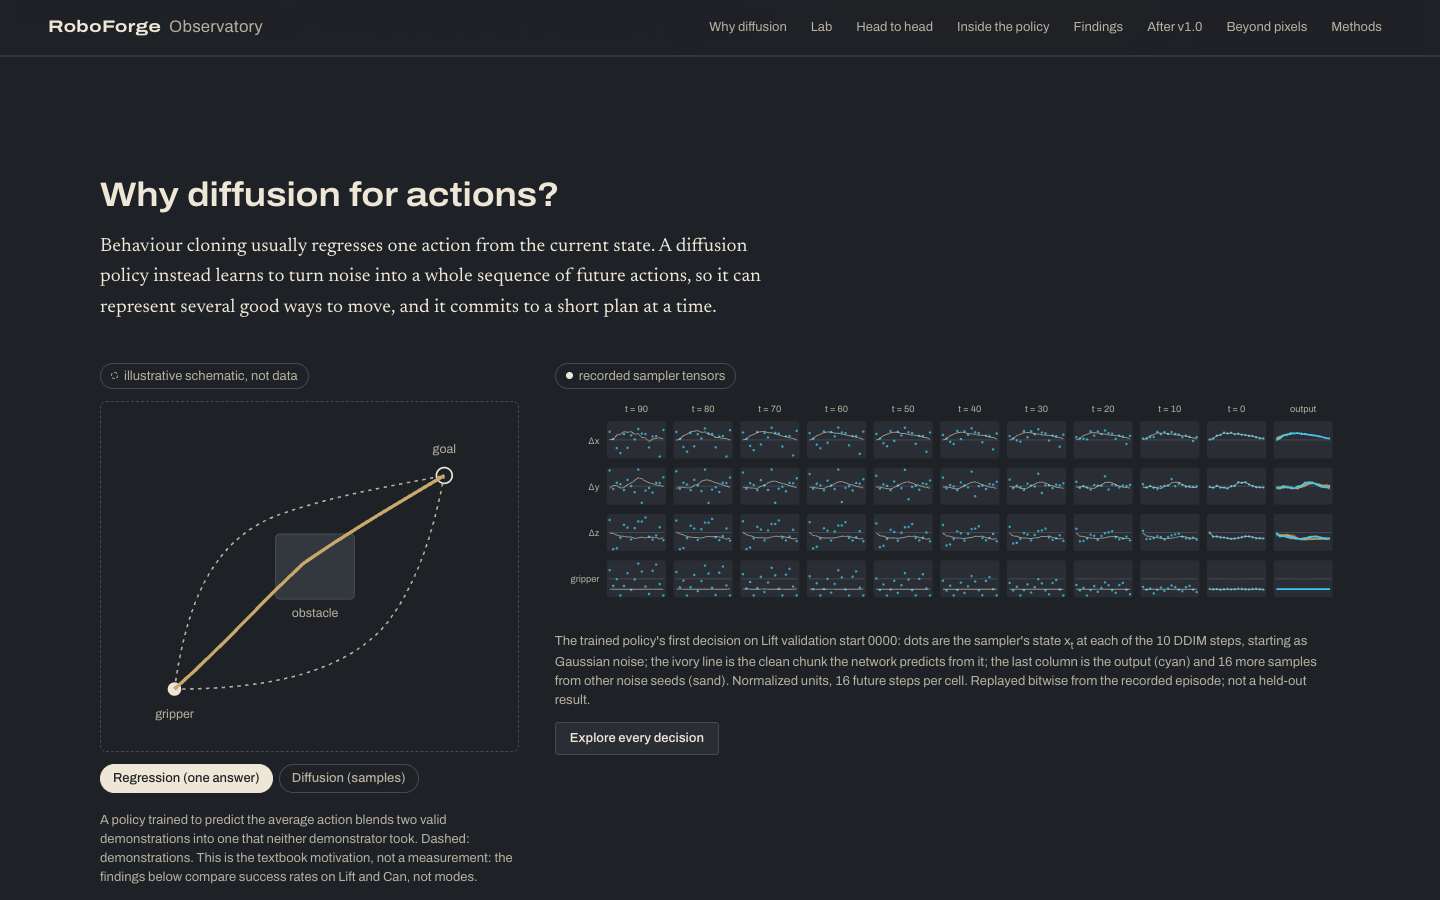 RoboForge Observatory
Why diffusion Lab Head to head Inside the policy Findings After v1.0 Beyond pixels Methods
Why diffusion for actions?
Behaviour cloning usually regresses one action from the current state. A diffusion
policy instead learns to turn noise into a whole sequence of future actions, so it can
represent several good ways to move, and it commits to a short plan at a time.
illustrative schematic, not data
goal
obstacle
gripper
Regression (one answer) Diffusion (samples)
A policy trained to predict the average action blends two valid
demonstrations into one that neither demonstrator took. Dashed:
demonstrations. This is the textbook motivation, not a measurement: the
findings below compare success rates on Lift and Can, not modes.
recorded sampler tensors
t = 90 t = 80 t = 70 t = 60 t = 50 t = 40 t = 30 t = 20 t = 10 t = 0 output
Δx
Δy
Δz
gripper
The trained policy's first decision on Lift validation start 0000: dots are the sampler's state xt at each of the 10 DDIM steps, starting as
Gaussian noise; the ivory line is the clean chunk the network predicts from it; the last column is the output (cyan) and 16 more samples
from other noise seeds (sand). Normalized units, 16 future steps per cell. Replayed bitwise from the recorded episode; not a held-out
result.
Explore every decision